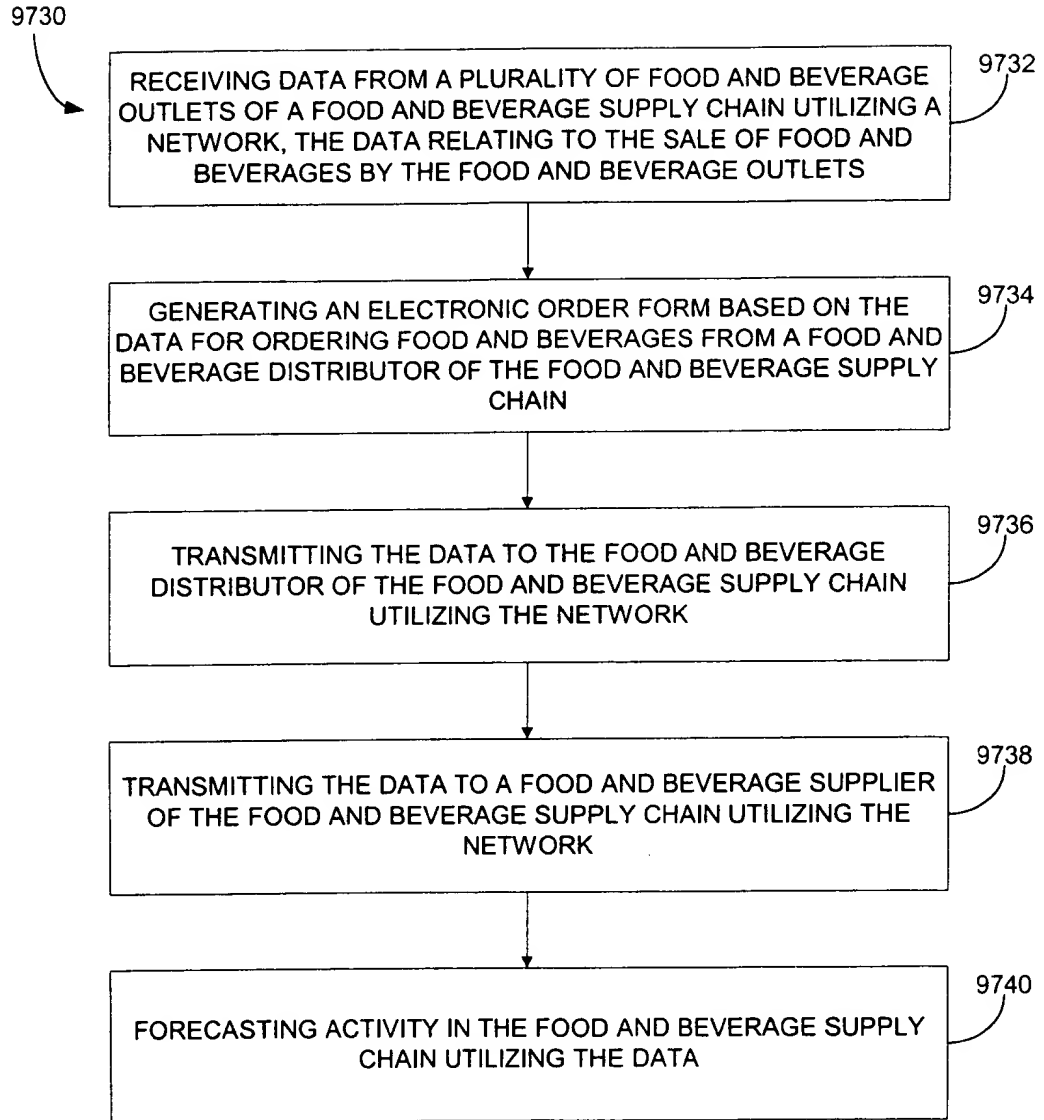 9730
RECEIVING DATA FROM A PLURALITY OF FOOD AND BEVERAGE
OUTLETS OF A FOOD AND BEVERAGE SUPPLY CHAIN UTILIZING A
NETWORK, THE DATA RELATING TO THE SALE OF FOOD AND
BEVERAGES BY THE FOOD AND BEVERAGE OUTLETS
9732
GENERATING AN ELECTRONIC ORDER FORM BASED ON THE
DATA FOR ORDERING FOOD AND BEVERAGES FROM A FOOD AND
BEVERAGE DISTRIBUTOR OF THE FOOD AND BEVERAGE SUPPLY
CHAIN
9734
TRANSMITTING THE DATA TO THE FOOD AND BEVERAGE
DISTRIBUTOR OF THE FOOD AND BEVERAGE SUPPLY CHAIN
UTILIZING THE NETWORK
9736
TRANSMITTING THE DATA TO A FOOD AND BEVERAGE SUPPLIER
OF THE FOOD AND BEVERAGE SUPPLY CHAIN UTILIZING THE
NETWORK
9738
FORECASTING ACTIVITY IN THE FOOD AND BEVERAGE SUPPLY
CHAIN UTILIZING THE DATA
9740